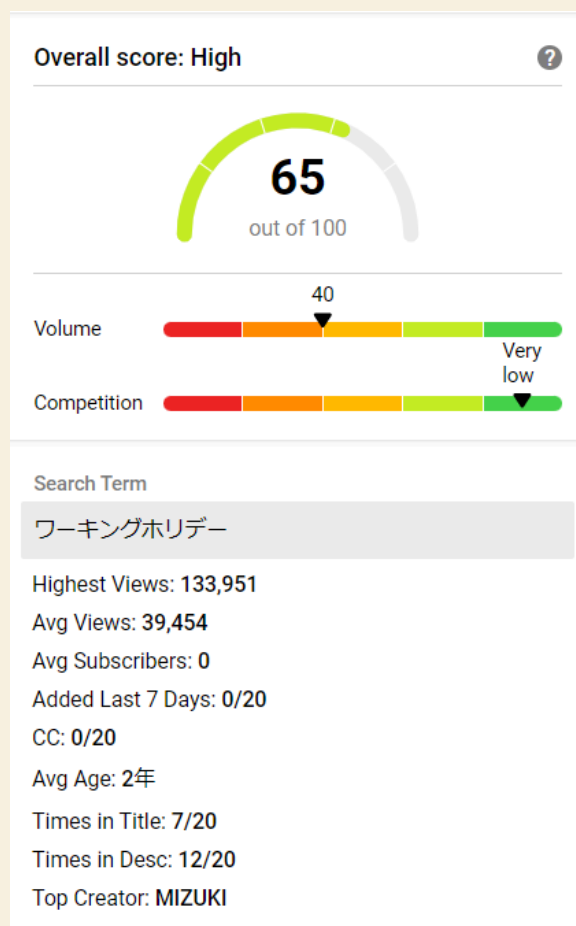 Overall score: High
?
65
out of 100
40
Volume
Very
low
Competition
Search Term
ワーキングホリデー
Highest Views: 133,951
Avg Views: 39,454
Avg Subscribers: 0
Added Last 7 Days: 0/20
CC: 0/20
Avg Age: 2年
Times in Title: 7/20
Times in Desc: 12/20
Top Creator: MIZUKI